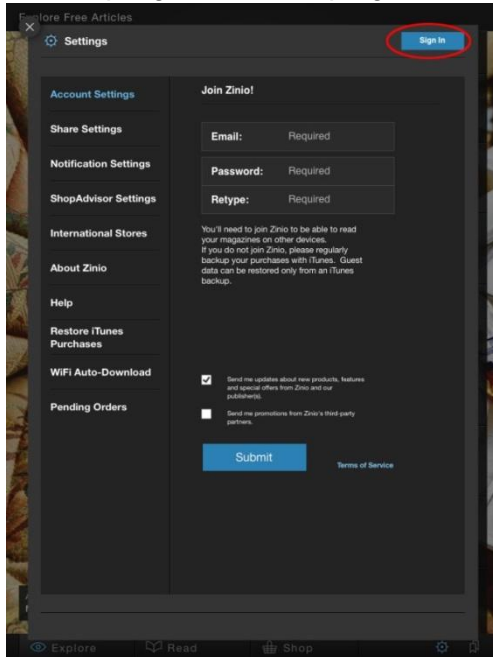 Explore Free Articles
Settings
Sign In
Account Settings
Share Settings
Notification Settings
ShopAdvisor Settings
International Stores
About Zinio
Help
Restore iTunes
Purchases
WiFi Auto-Download
Pending Orders
Join Zinio!
Email: Required
Password: Required
Retype: Required
You'll need to join Zinio to be able to read
your magazines on other devices.
If you do not join Zinio, please regularly
backup your purchases with iTunes. Guest
data can be restored only from an iTunes
backup.
Send me updates about new products, features
and special offers from Zinio and our
publisher(s).
Send me promotions from Zinio's third-party
partners.
Submit
Terms of Service
Explore
Read
Shop